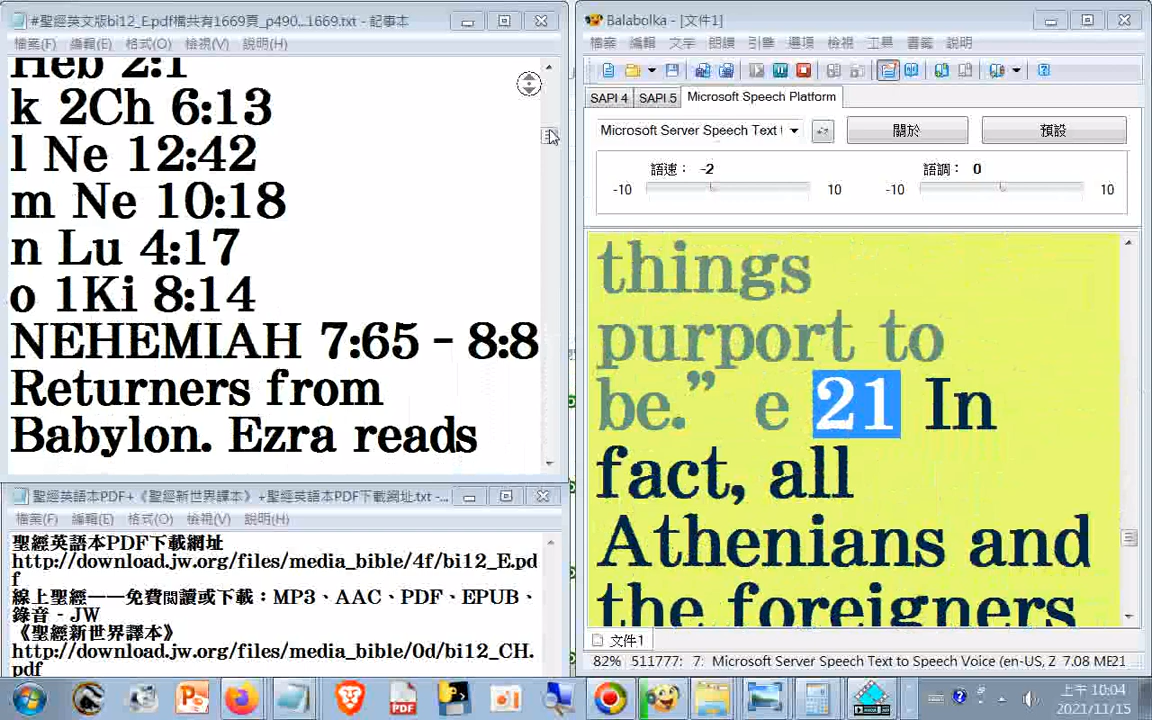 #聖經英文版bi12_E.pdf檔共有1669頁_p490,..1669.txt - 記事本
檔案(F) 編輯(E) 格式(O) 檢視(V) 說明(H)
Heb 2:1
k 2Ch 6:13
l Ne 12:42
m Ne 10:18
n Lu 4:17
o 1Ki 8:14
NEHEMIAH 7:65 - 8:8
Returners from
Babylon. Ezra reads
聖經英語本PDF+《聖經新世界譯本》+聖經英語本PDF下載網址.txt -...
檔案(F) 編輯(E) 格式(O) 檢視(V) 說明(H)
聖經英語本PDF下載網址
http://download.jw.org/files/media_bible/4f/bi12_E.pd
f
線上聖經——免費閱讀或下載：MP3、AAC、PDF、EPUB、
錄音 - JW
《聖經新世界譯本》
http://download.jw.org/files/media_bible/0d/bi12_CH.
pdf
Balabolka - [文件1]
檔案 編輯 文字 朗讀 引擎 選項 檢視 工具 書籤 說明
SAPI 4 SAPI 5 Microsoft Speech Platform
Microsoft Server Speech Text 關於 預設
語速： -2 語調： 0
-10 10 -10 10
things
purport to
be.” e 21 In
fact, all
Athenians and
the foreigners
文件1
82% 511777: 7: Microsoft Server Speech Text to Speech Voice (en-US, Z 7.08 ME21
上午 10:04
2021/11/15